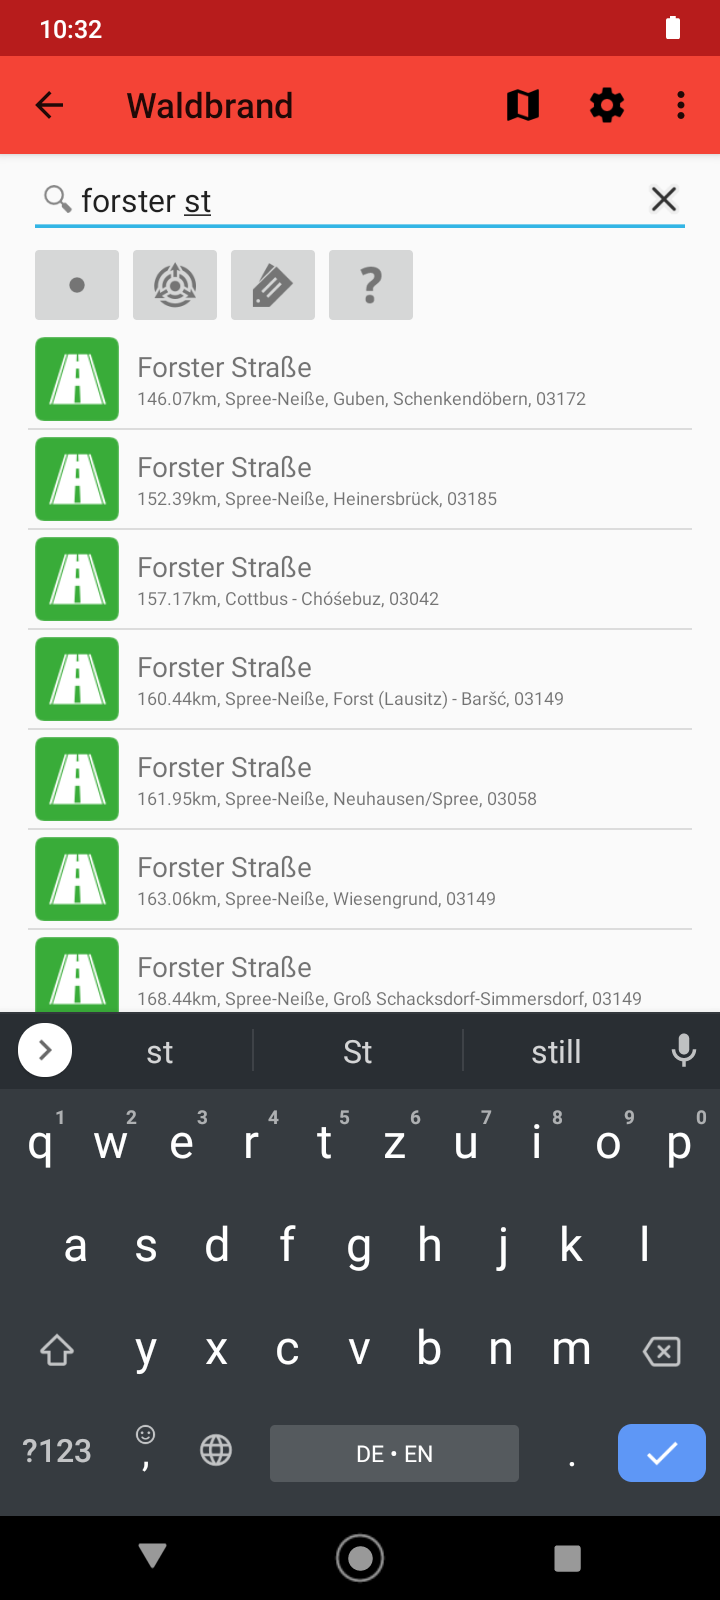 10:32
Waldbrand
forster st
?
Forster Straße
146.07km, Spree-Neiße, Guben, Schenkendöbern, 03172
Forster Straße
152.39km, Spree-Neiße, Heinersbrück, 03185
Forster Straße
157.17km, Cottbus - Chóśebuz, 03042
Forster Straße
160.44km, Spree-Neiße, Forst (Lausitz) - Baršć, 03149
Forster Straße
161.95km, Spree-Neiße, Neuhausen/Spree, 03058
Forster Straße
163.06km, Spree-Neiße, Wiesengrund, 03149
Forster Straße
168.44km, Spree-Neiße, Groß Schacksdorf-Simmersdorf, 03149
st St still
1 2 3 4 5 6 7 8 9 0
q w e r t z u i o p
a s d f g h j k l
y x c v b n m
?123 , DE • EN .